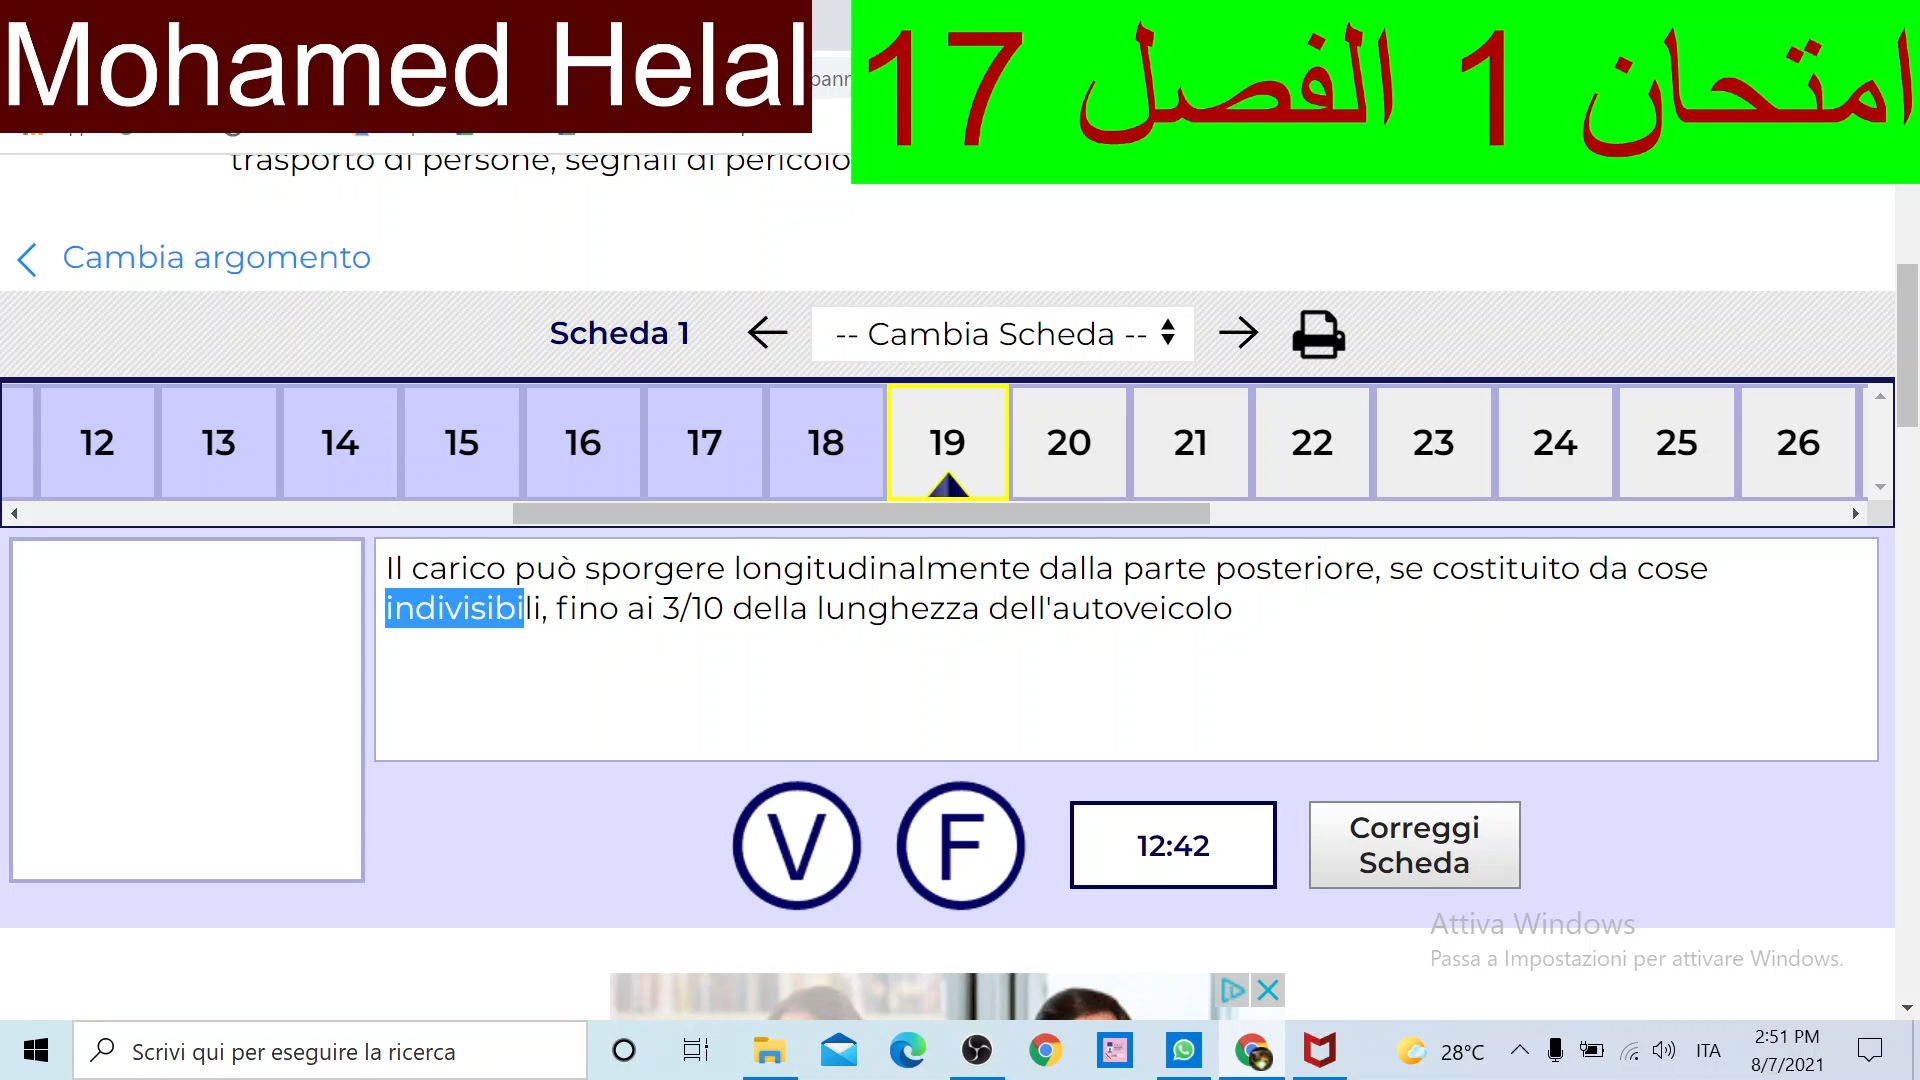 Mohamed Helal
امتحان 1 الفصل 17
pann
trasporto di persone, segnali di pericolo
Cambia argomento
Scheda 1
-- Cambia Scheda --
12 13 14 15 16 17 18 19 20 21 22 23 24 25 26
Il carico può sporgere longitudinalmente dalla parte posteriore, se costituito da cose
indivisibili, fino ai 3/10 della lunghezza dell'autoveicolo
V F 12:42 Correggi
Scheda
Attiva Windows
Passa a Impostazioni per attivare Windows.
Scrivi qui per eseguire la ricerca
28°C
ITA
2:51 PM
8/7/2021